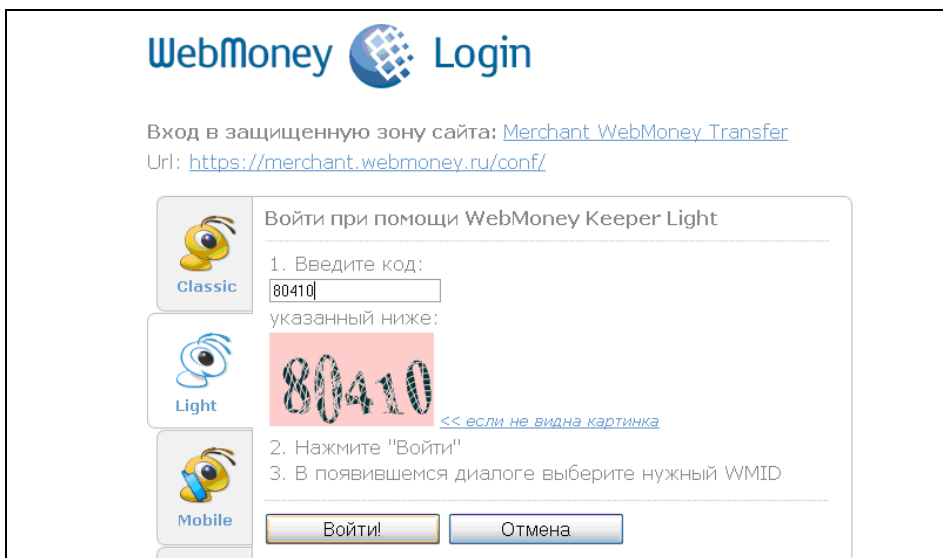 WebMoney Login
Вход в защищенную зону сайта: Merchant WebMoney Transfer
Url: https://merchant.webmoney.ru/conf/
Войти при помощи WebMoney Keeper Light
1. Введите код:
Classic
80410
указанный ниже:
80410
<< если не видна картинка
Light
2. Нажмите "Войти"
3. В появившемся диалоге выберите нужный WMID
Mobile
Войти!
Отмена